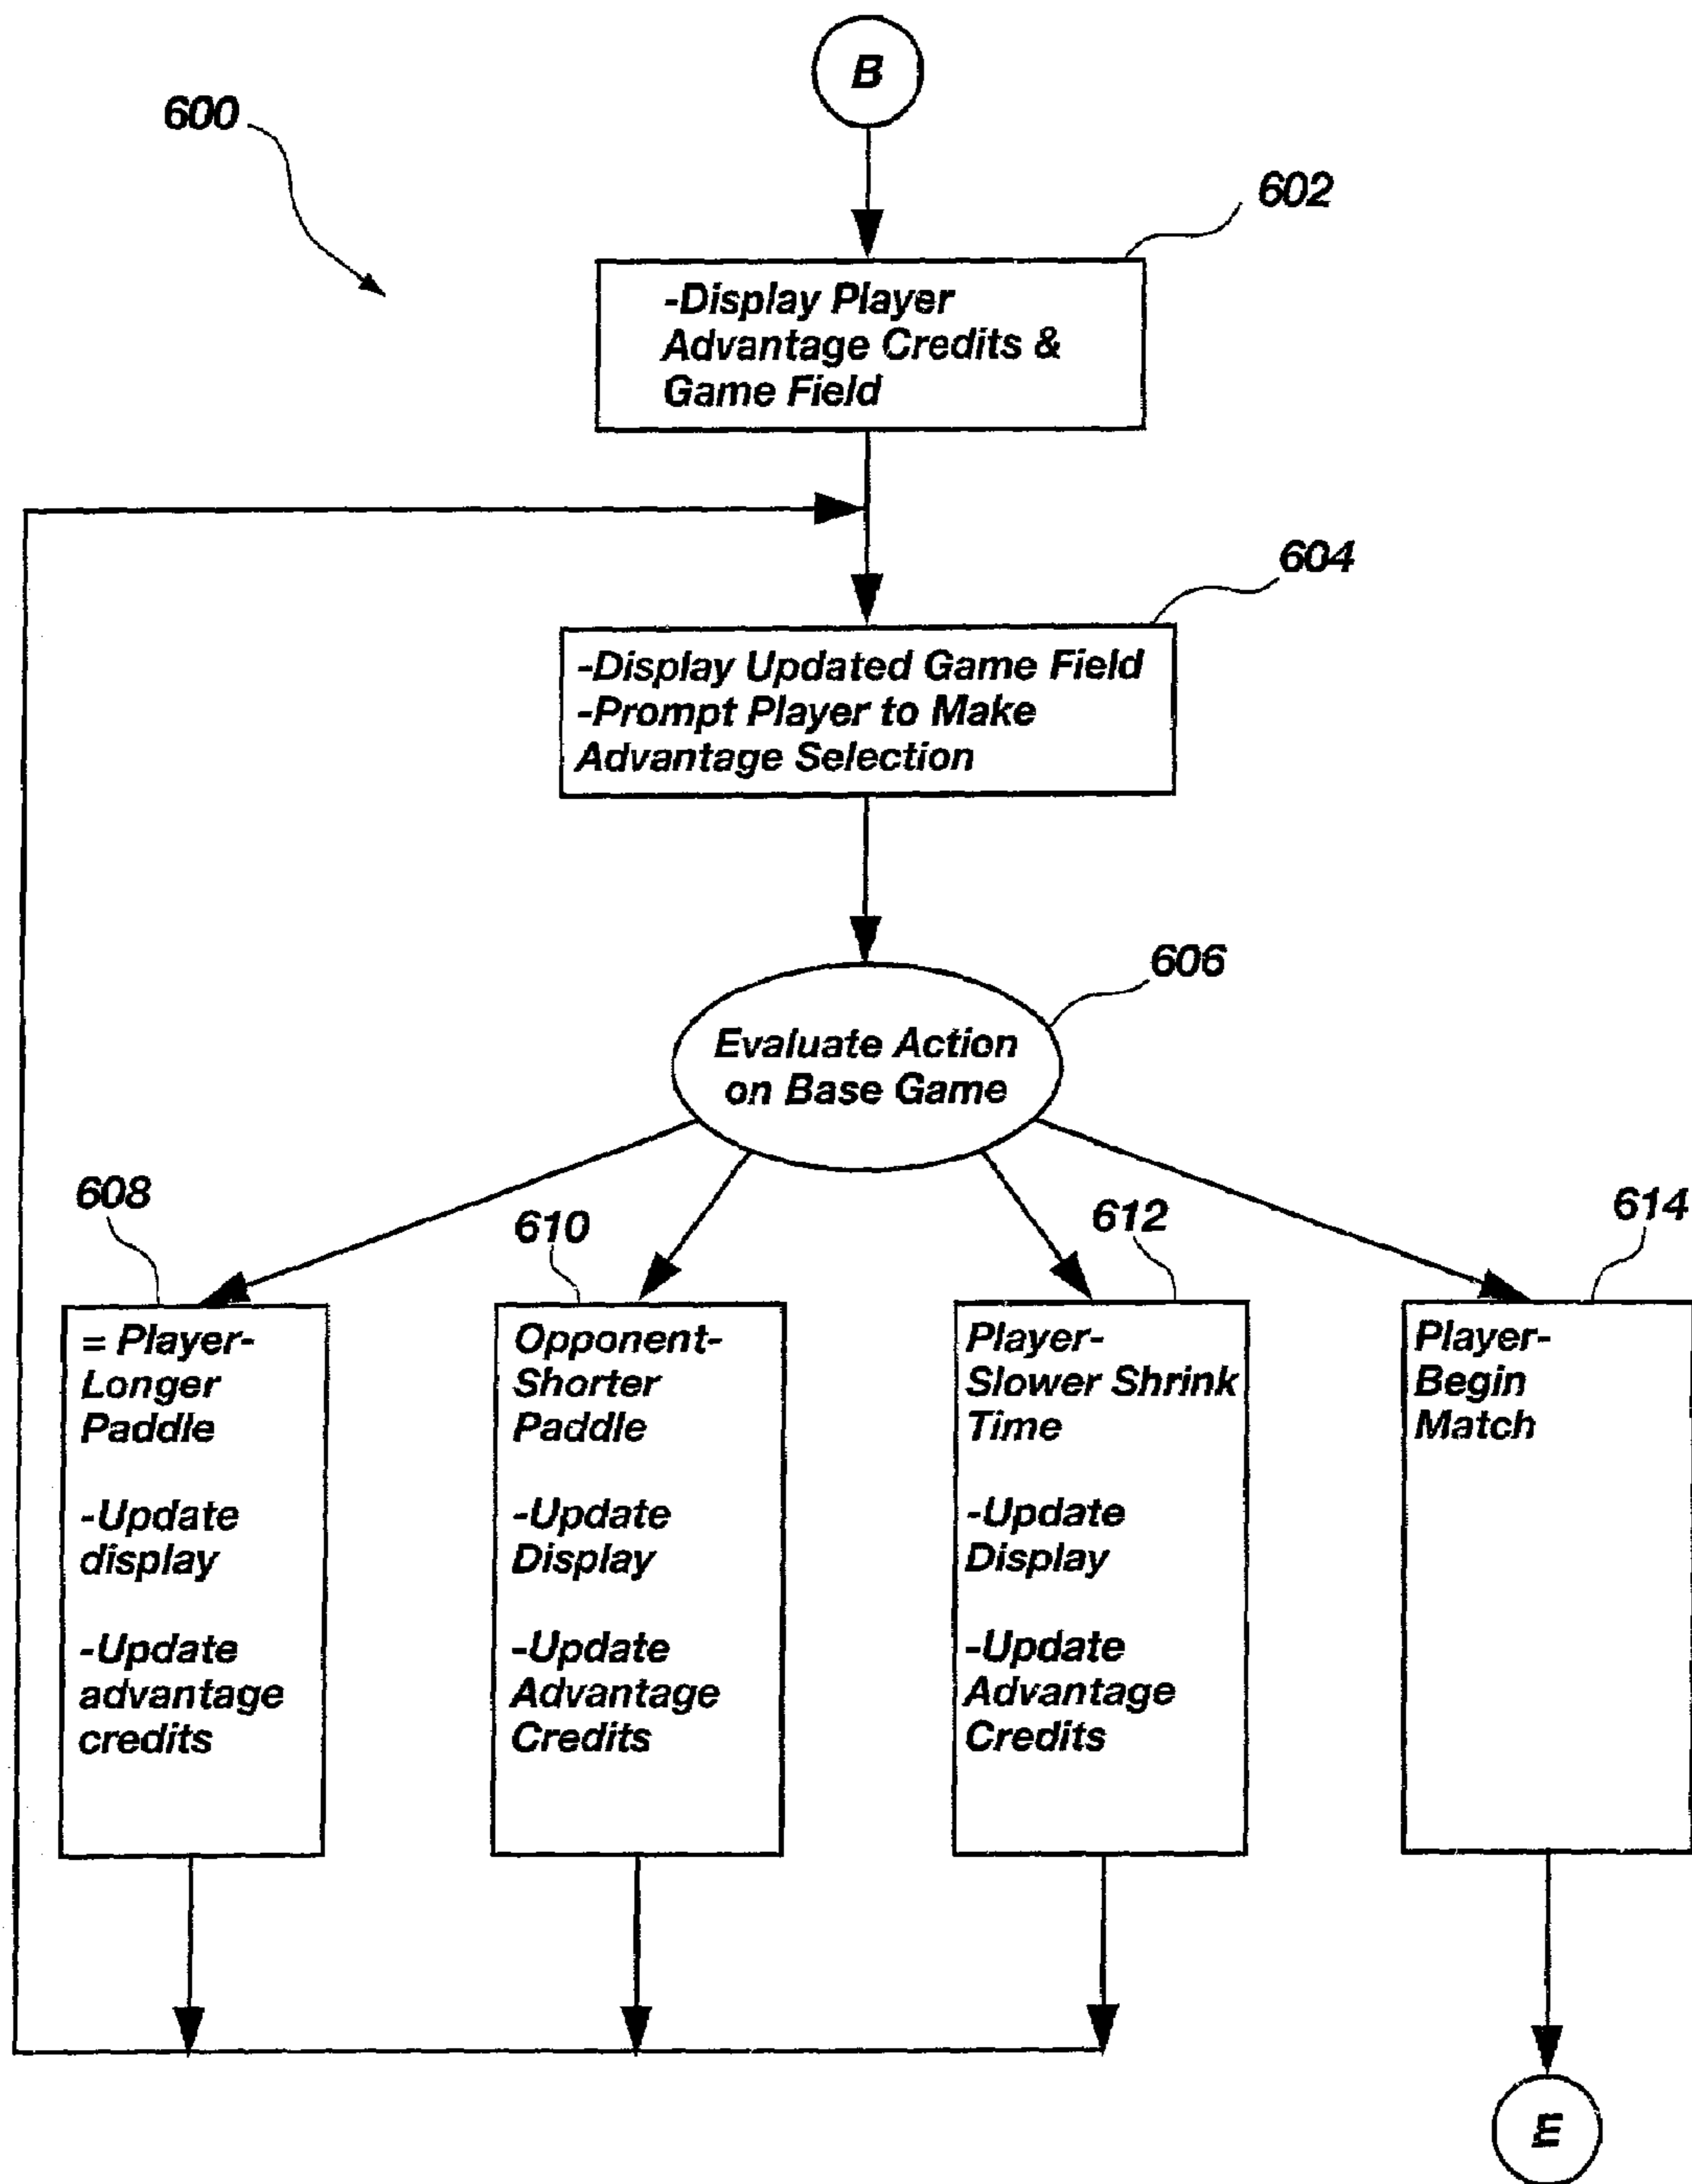 B
600
602
-Display Player
Advantage Credits &
Game Field
604
-Display Updated Game Field
-Prompt Player to Make
Advantage Selection
606
Evaluate Action
on Base Game
608
= Player-
Longer
Paddle
-Update
display
-Update
advantage
credits
610
Opponent-
Shorter
Paddle
-Update
Display
-Update
Advantage
Credits
612
Player-
Slower Shrink
Time
-Update
Display
-Update
Advantage
Credits
614
Player-
Begin
Match
E